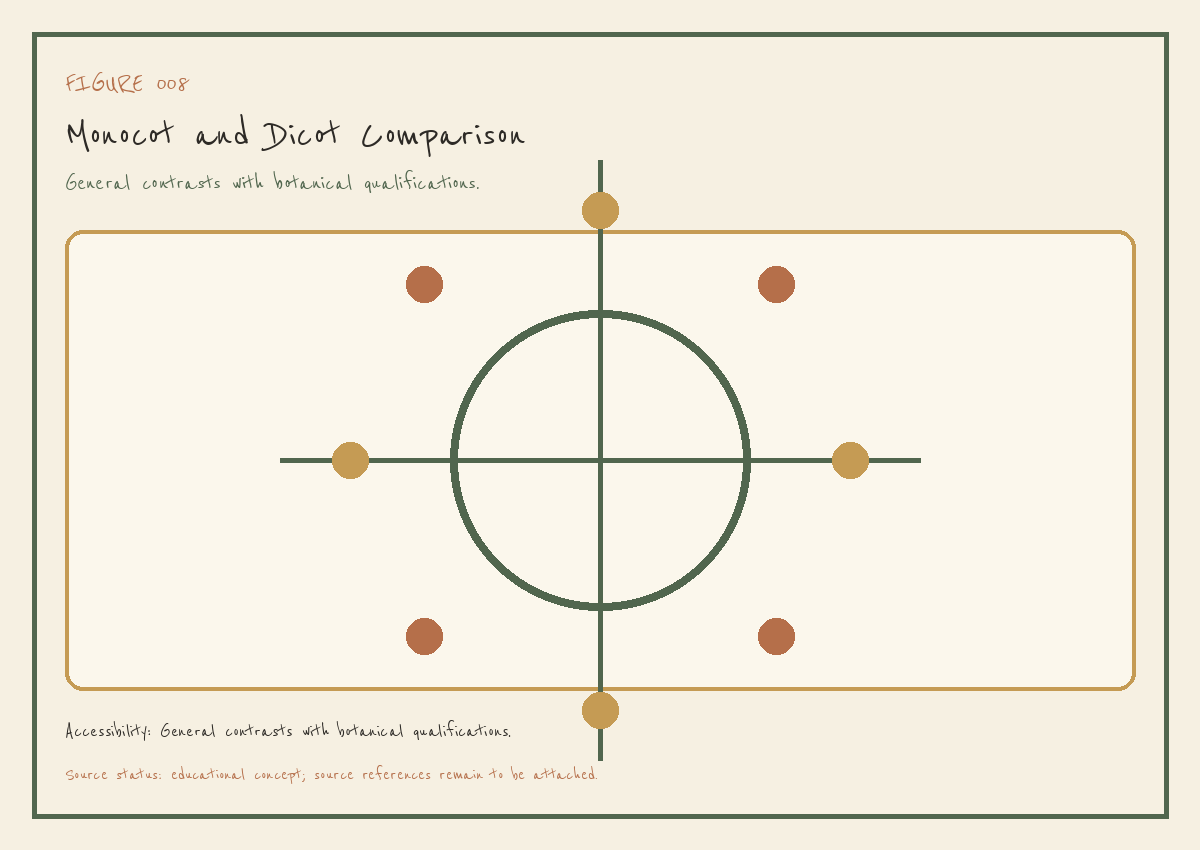 FIGURE 008
Monocot and Dicot Comparison
General contrasts with botanical qualifications.
Accessibility: General contrasts with botanical qualifications.
Source status: educational concept; source references remain to be attached.